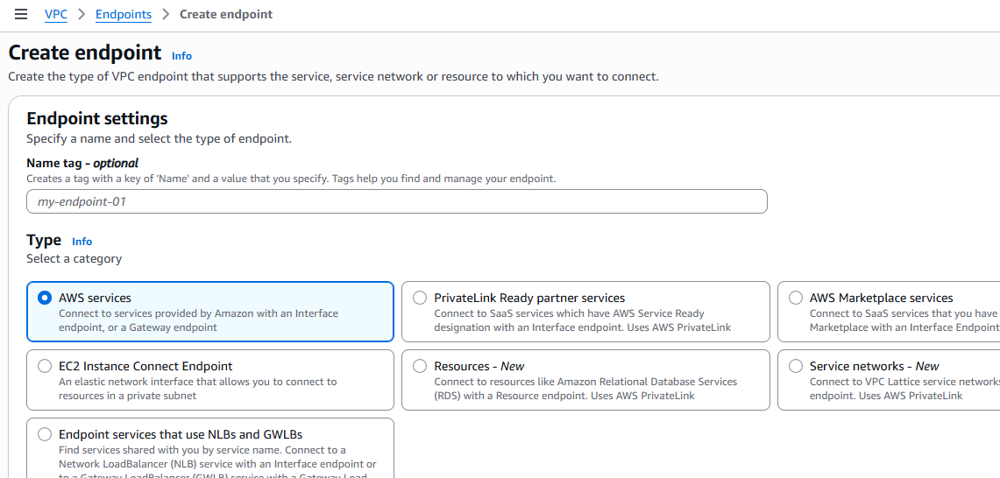 VPC > Endpoints > Create endpoint
Create endpoint Info
Create the type of VPC endpoint that supports the service, service network or resource to which you want to connect.
Endpoint settings
Specify a name and select the type of endpoint.
Name tag - optional
Creates a tag with a key of 'Name' and a value that you specify. Tags help you find and manage your endpoint.
my-endpoint-01
Type Info
Select a category
AWS services
Connect to services provided by Amazon with an Interface
endpoint, or a Gateway endpoint
PrivateLink Ready partner services
Connect to SaaS services which have AWS Service Ready
designation with an Interface endpoint. Uses AWS PrivateLink
AWS Marketplace services
Connect to SaaS services that you have
Marketplace with an Interface Endpoint
EC2 Instance Connect Endpoint
An elastic network interface that allows you to connect to
resources in a private subnet
Resources - New
Connect to resources like Amazon Relational Database Services
(RDS) with a Resource endpoint. Uses AWS PrivateLink
Service networks - New
Connect to VPC Lattice service networks
endpoint. Uses AWS PrivateLink
Endpoint services that use NLBs and GWLBs
Find services shared with you by service name. Connect to a
Network LoadBalancer (NLB) service with an Interface endpoint or
to a Gateway LoadBalancer (GWLB) service with a Gateway Load